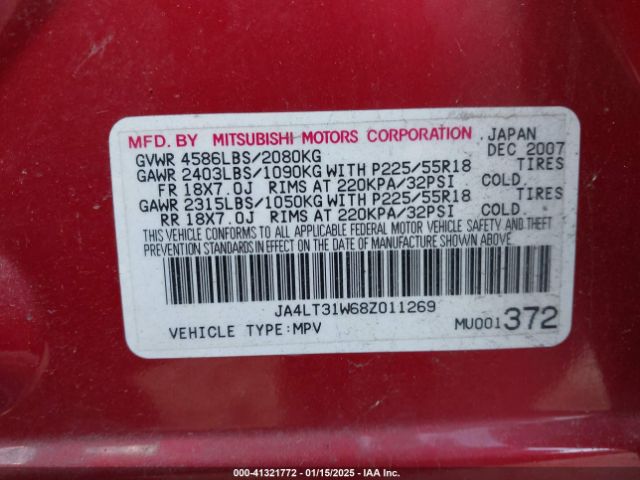 MFD. BY MITSUBISHI MOTORS CORPORATION JAPAN
GVWR 4586LBS/2080KG DEC 2007
GAWR 2403LBS/1090KG WITH P225/55R18 TIRES
FR 18X7.0J RIMS AT 220KPA/32PSI COLD
GAWR 2315LBS/1050KG WITH P225/55R18 TIRES
RR 18X7.0J RIMS AT 220KPA/32PSI COLD.
THIS VEHICLE CONFORMS TO ALL APPLICABLE FEDERAL MOTOR VEHICLE SAFETY AND THEFT
PREVENTION STANDARDS IN EFFECT ON THE DATE OF MANUFACTURE SHOWN ABOVE.
JA4LT31W68Z011269
VEHICLE TYPE:MPV MU001372
000-41321772 - 01/15/2025 - IAA Inc.